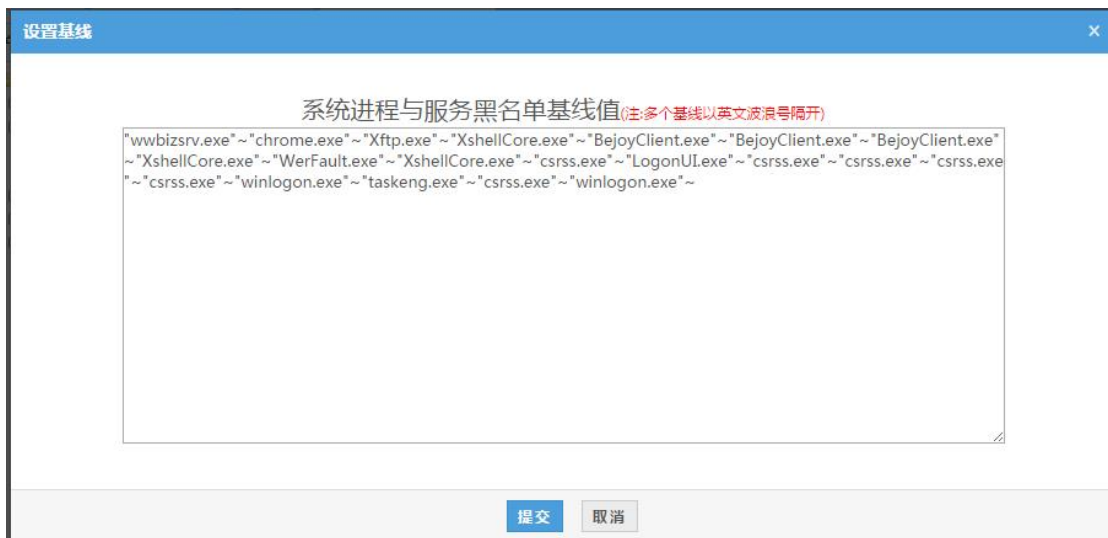 设置基线
×
系统进程与服务黑名单基线值(注:多个基线以英文波浪号隔开)
"wwbizsrv.exe"~"chrome.exe"~"Xftp.exe"~"XshellCore.exe"~"BejoyClient.exe"~"BejoyClient.exe"~"BejoyClient.exe"
~"XshellCore.exe"~"WerFault.exe"~"XshellCore.exe"~"csrss.exe"~"LogonUI.exe"~"csrss.exe"~"csrss.exe"~"csrss.exe
"~"csrss.exe"~"winlogon.exe"~"taskeng.exe"~"csrss.exe"~"winlogon.exe"~
提交 取消